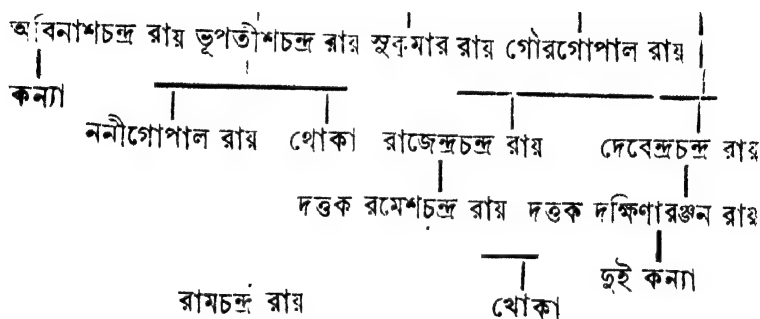 অবিনাশচন্দ্র রায় ভূপতীশচন্দ্র রায় সুকুমার রায় গৌরগোপাল রায়
কন্যা
ননীগোপাল রায় খোকা রাজেন্দ্রচন্দ্র রায় দেবেন্দ্রচন্দ্র রায়
দত্তক রমেশচন্দ্র রায় দত্তক দক্ষিণারঞ্জন রায়
দুই কন্যা
রামচন্দ্র রায় খোকা